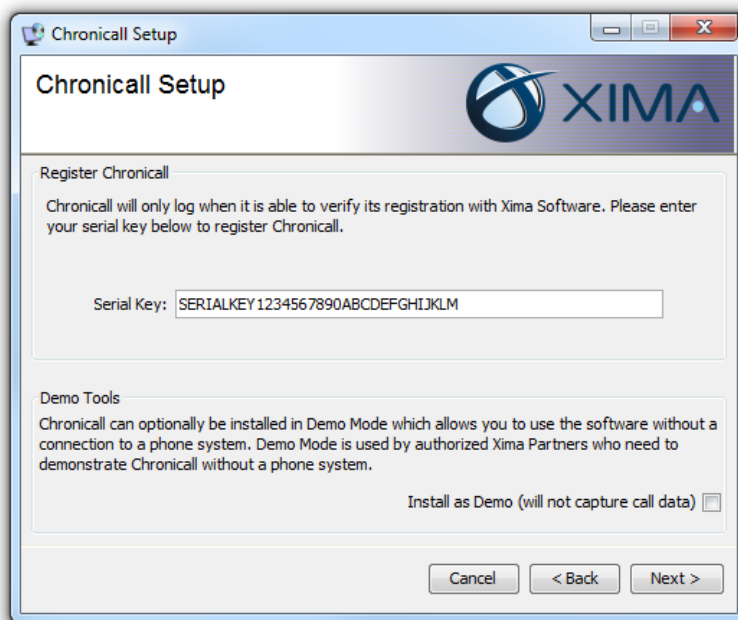 Chronicall Setup
Chronicall Setup
XIMA
Register Chronicall
Chronicall will only log when it is able to verify its registration with Xima Software. Please enter
your serial key below to register Chronicall.
Serial Key: SERIALKEY1234567890ABCDEFGHIJKLM
Demo Tools
Chronicall can optionally be installed in Demo Mode which allows you to use the software without a
connection to a phone system. Demo Mode is used by authorized Xima Partners who need to
demonstrate Chronicall without a phone system.
Install as Demo (will not capture call data)
Cancel < Back Next >